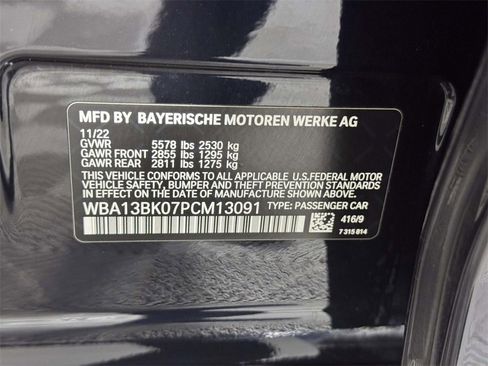 MFD BY BAYERISCHE MOTOREN WERKE AG
11/22
GVWR 5578 lbs 2530 kg
GAWR FRONT 2855 lbs 1295 kg
GAWR REAR 2811 lbs 1275 kg
THIS VEHICLE CONFORMS TO ALL APPLICABLE U.S.FEDERAL MOTOR
VEHICLE SAFETY, BUMPER, AND THEFT PREVENTION STANDARDS IN
EFFECT ON THE DATE OF MANUFACTURE SHOWN ABOVE.
WBA13BK07PCM13091 TYPE: PASSENGER CAR
416/9
7 315 814